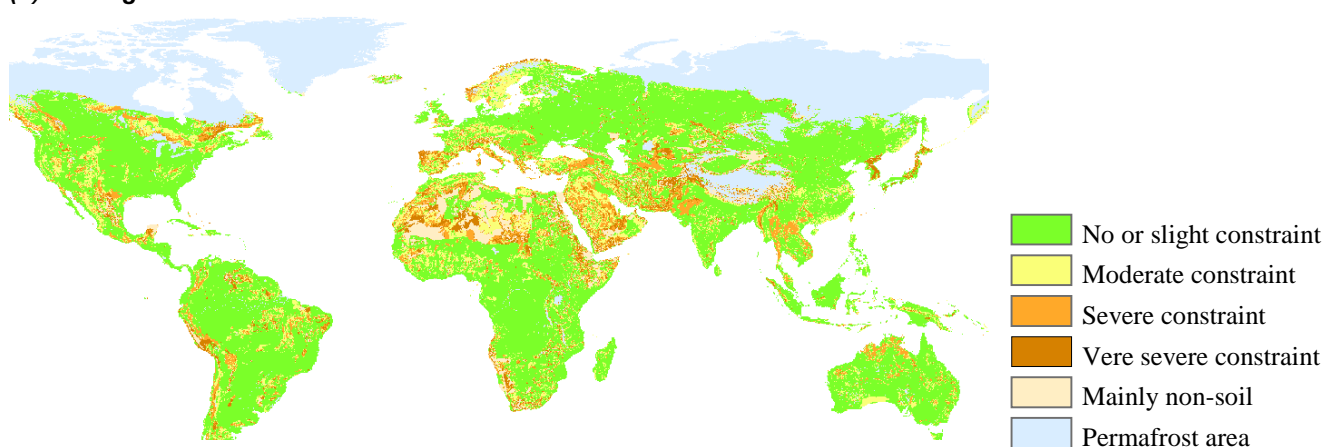 No or slight constraint
Moderate constraint
Severe constraint
Vere severe constraint
Mainly non-soil
Permafrost area